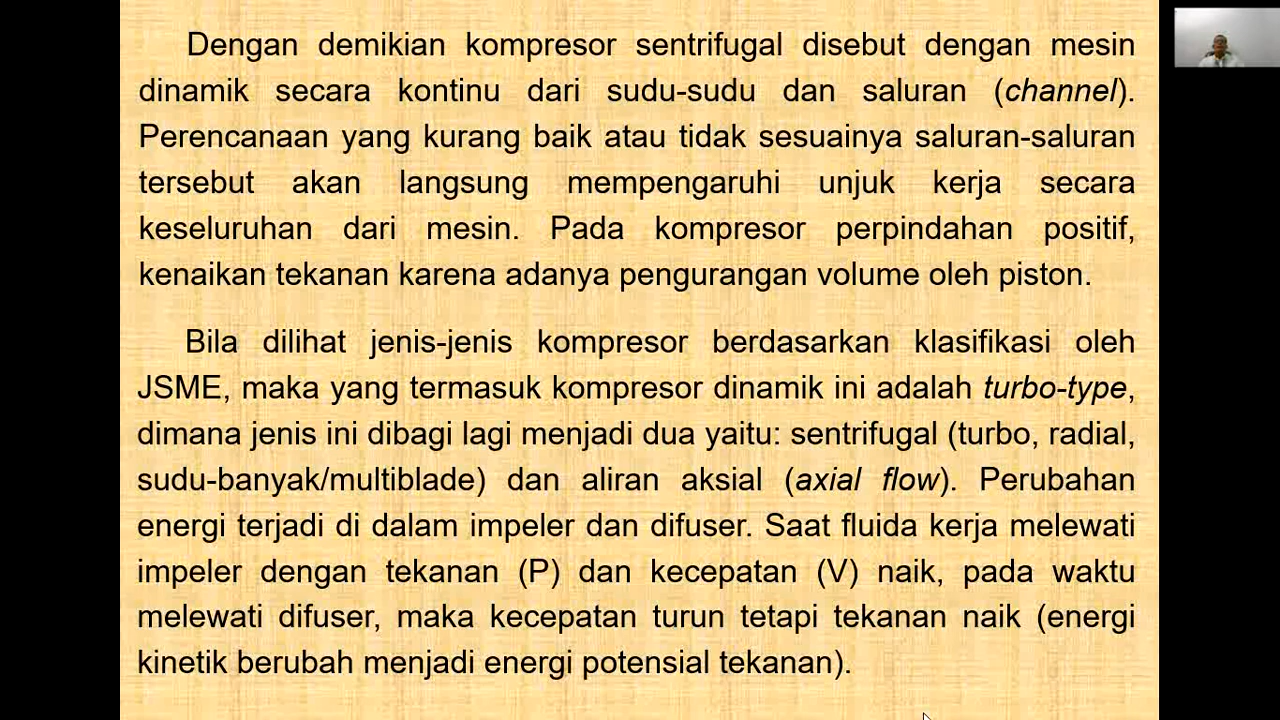 Dengan demikian kompresor sentrifugal disebut dengan mesin
dinamik secara kontinu dari sudu-sudu dan saluran (channel).
Perencanaan yang kurang baik atau tidak sesuainya saluran-saluran
tersebut akan langsung mempengaruhi unjuk kerja secara
keseluruhan dari mesin. Pada kompresor perpindahan positif,
kenaikan tekanan karena adanya pengurangan volume oleh piston.
Bila dilihat jenis-jenis kompresor berdasarkan klasifikasi oleh
JSME, maka yang termasuk kompresor dinamik ini adalah turbo-type,
dimana jenis ini dibagi lagi menjadi dua yaitu: sentrifugal (turbo, radial,
sudu-banyak/multiblade) dan aliran aksial (axial flow). Perubahan
energi terjadi di dalam impeler dan difuser. Saat fluida kerja melewati
impeler dengan tekanan (P) dan kecepatan (V) naik, pada waktu
melewati difuser, maka kecepatan turun tetapi tekanan naik (energi
kinetik berubah menjadi energi potensial tekanan).